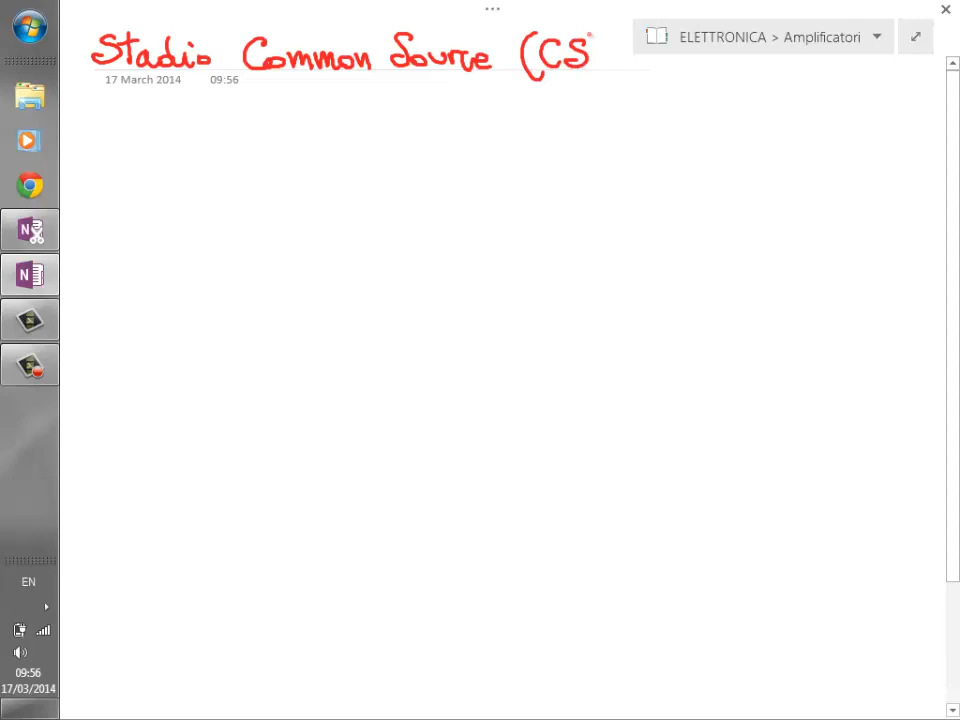 ...
Stadio Common Source (CS
ELETTRONICA > Amplificatori
17 March 2014 09:56
EN
09:56
17/03/2014